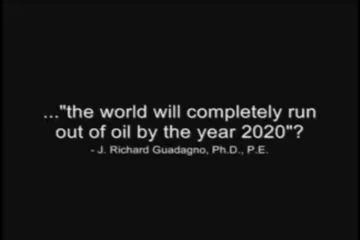 ..."the world will completely run
out of oil by the year 2020"?
- J. Richard Guadagno, Ph.D., P.E.